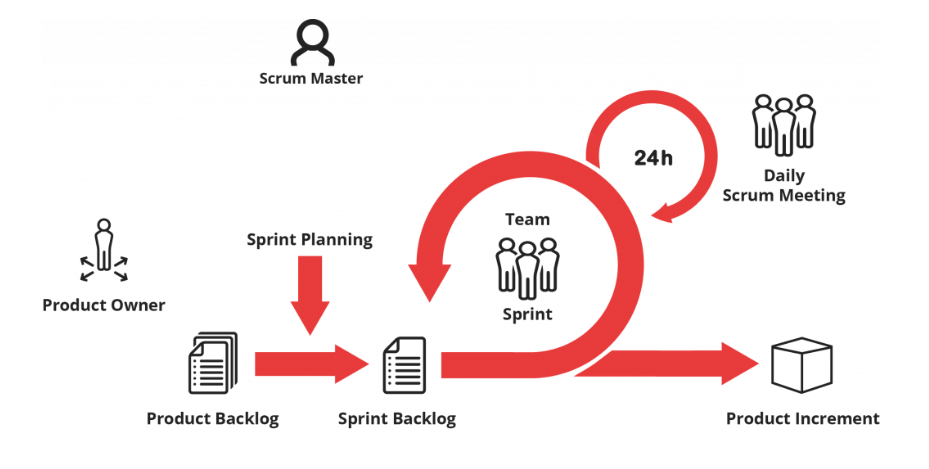 Scrum Master
24h
Daily
Scrum Meeting
Team
Sprint Planning
Product Owner
Sprint
Product Backlog
Sprint Backlog
Product Increment